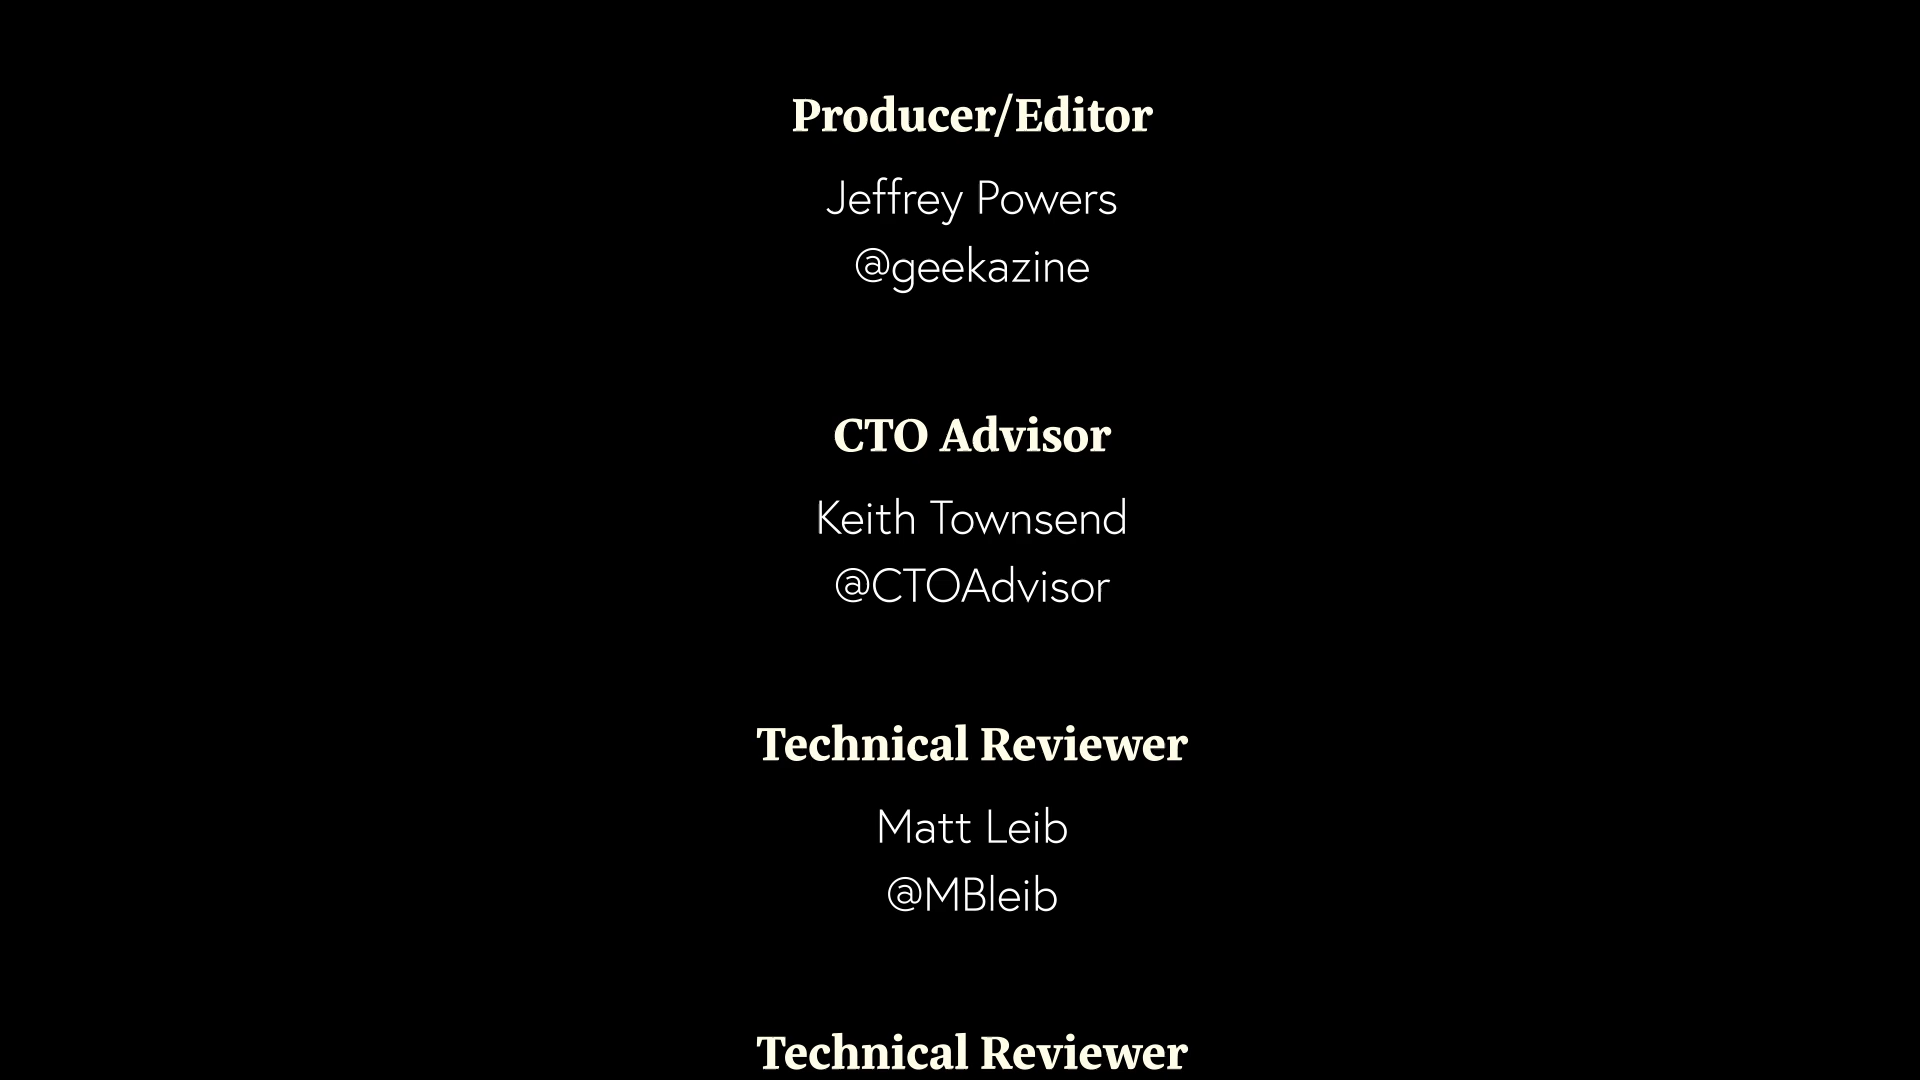 Producer/Editor
Jeffrey Powers
@geekazine
CTO Advisor
Keith Townsend
@CTOAdvisor
Technical Reviewer
Matt Leib
@MBleib
Technical Reviewer